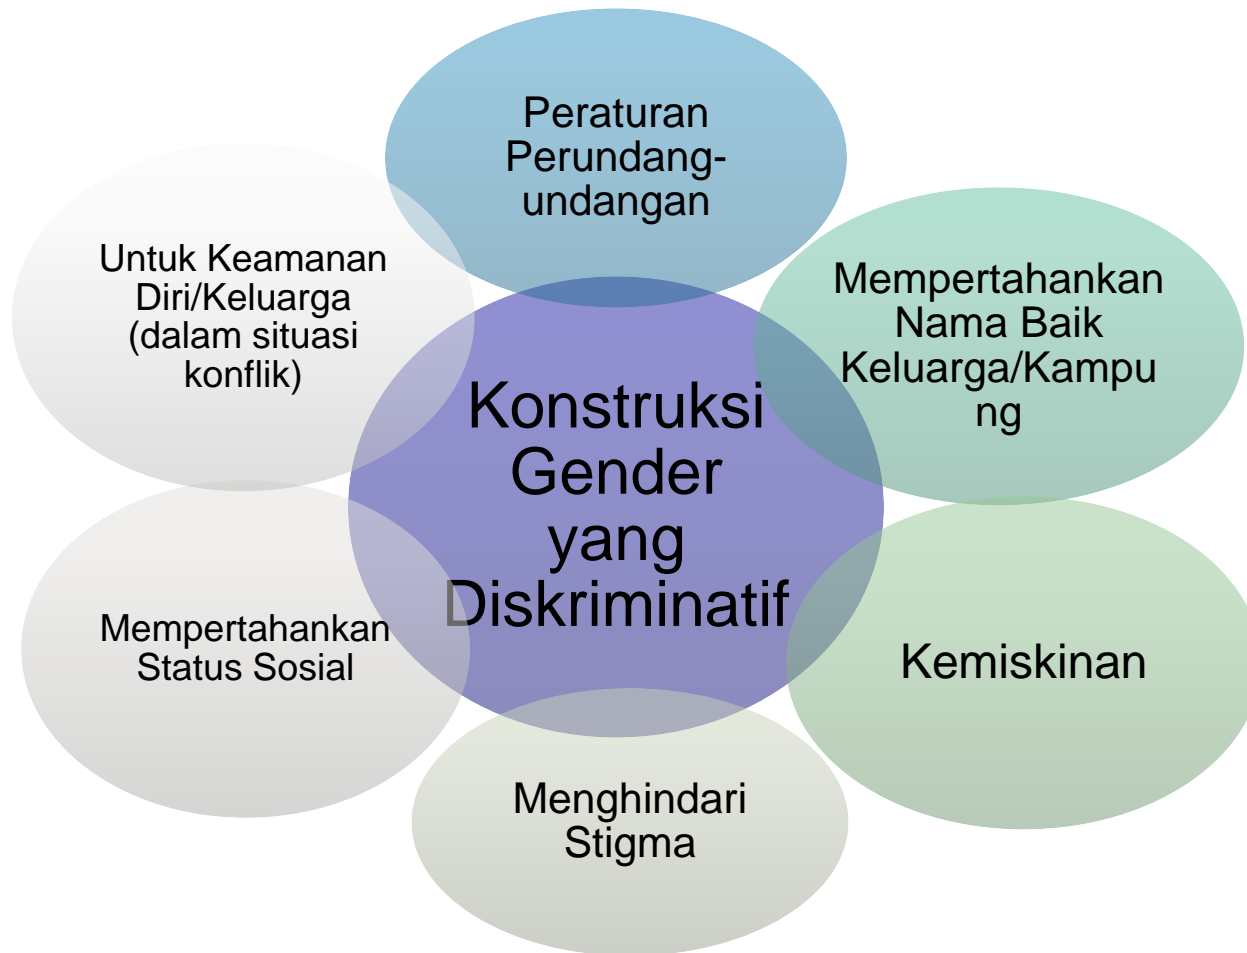 Peraturan
Perundang-
undangan
Untuk Keamanan
Diri/Keluarga
(dalam situasi
konflik)
Mempertahankan
Nama Baik
Keluarga/Kampu
ng
Konstruksi
Gender
yang
Diskriminatif
Mempertahankan
Status Sosial
Kemiskinan
Menghindari
Stigma